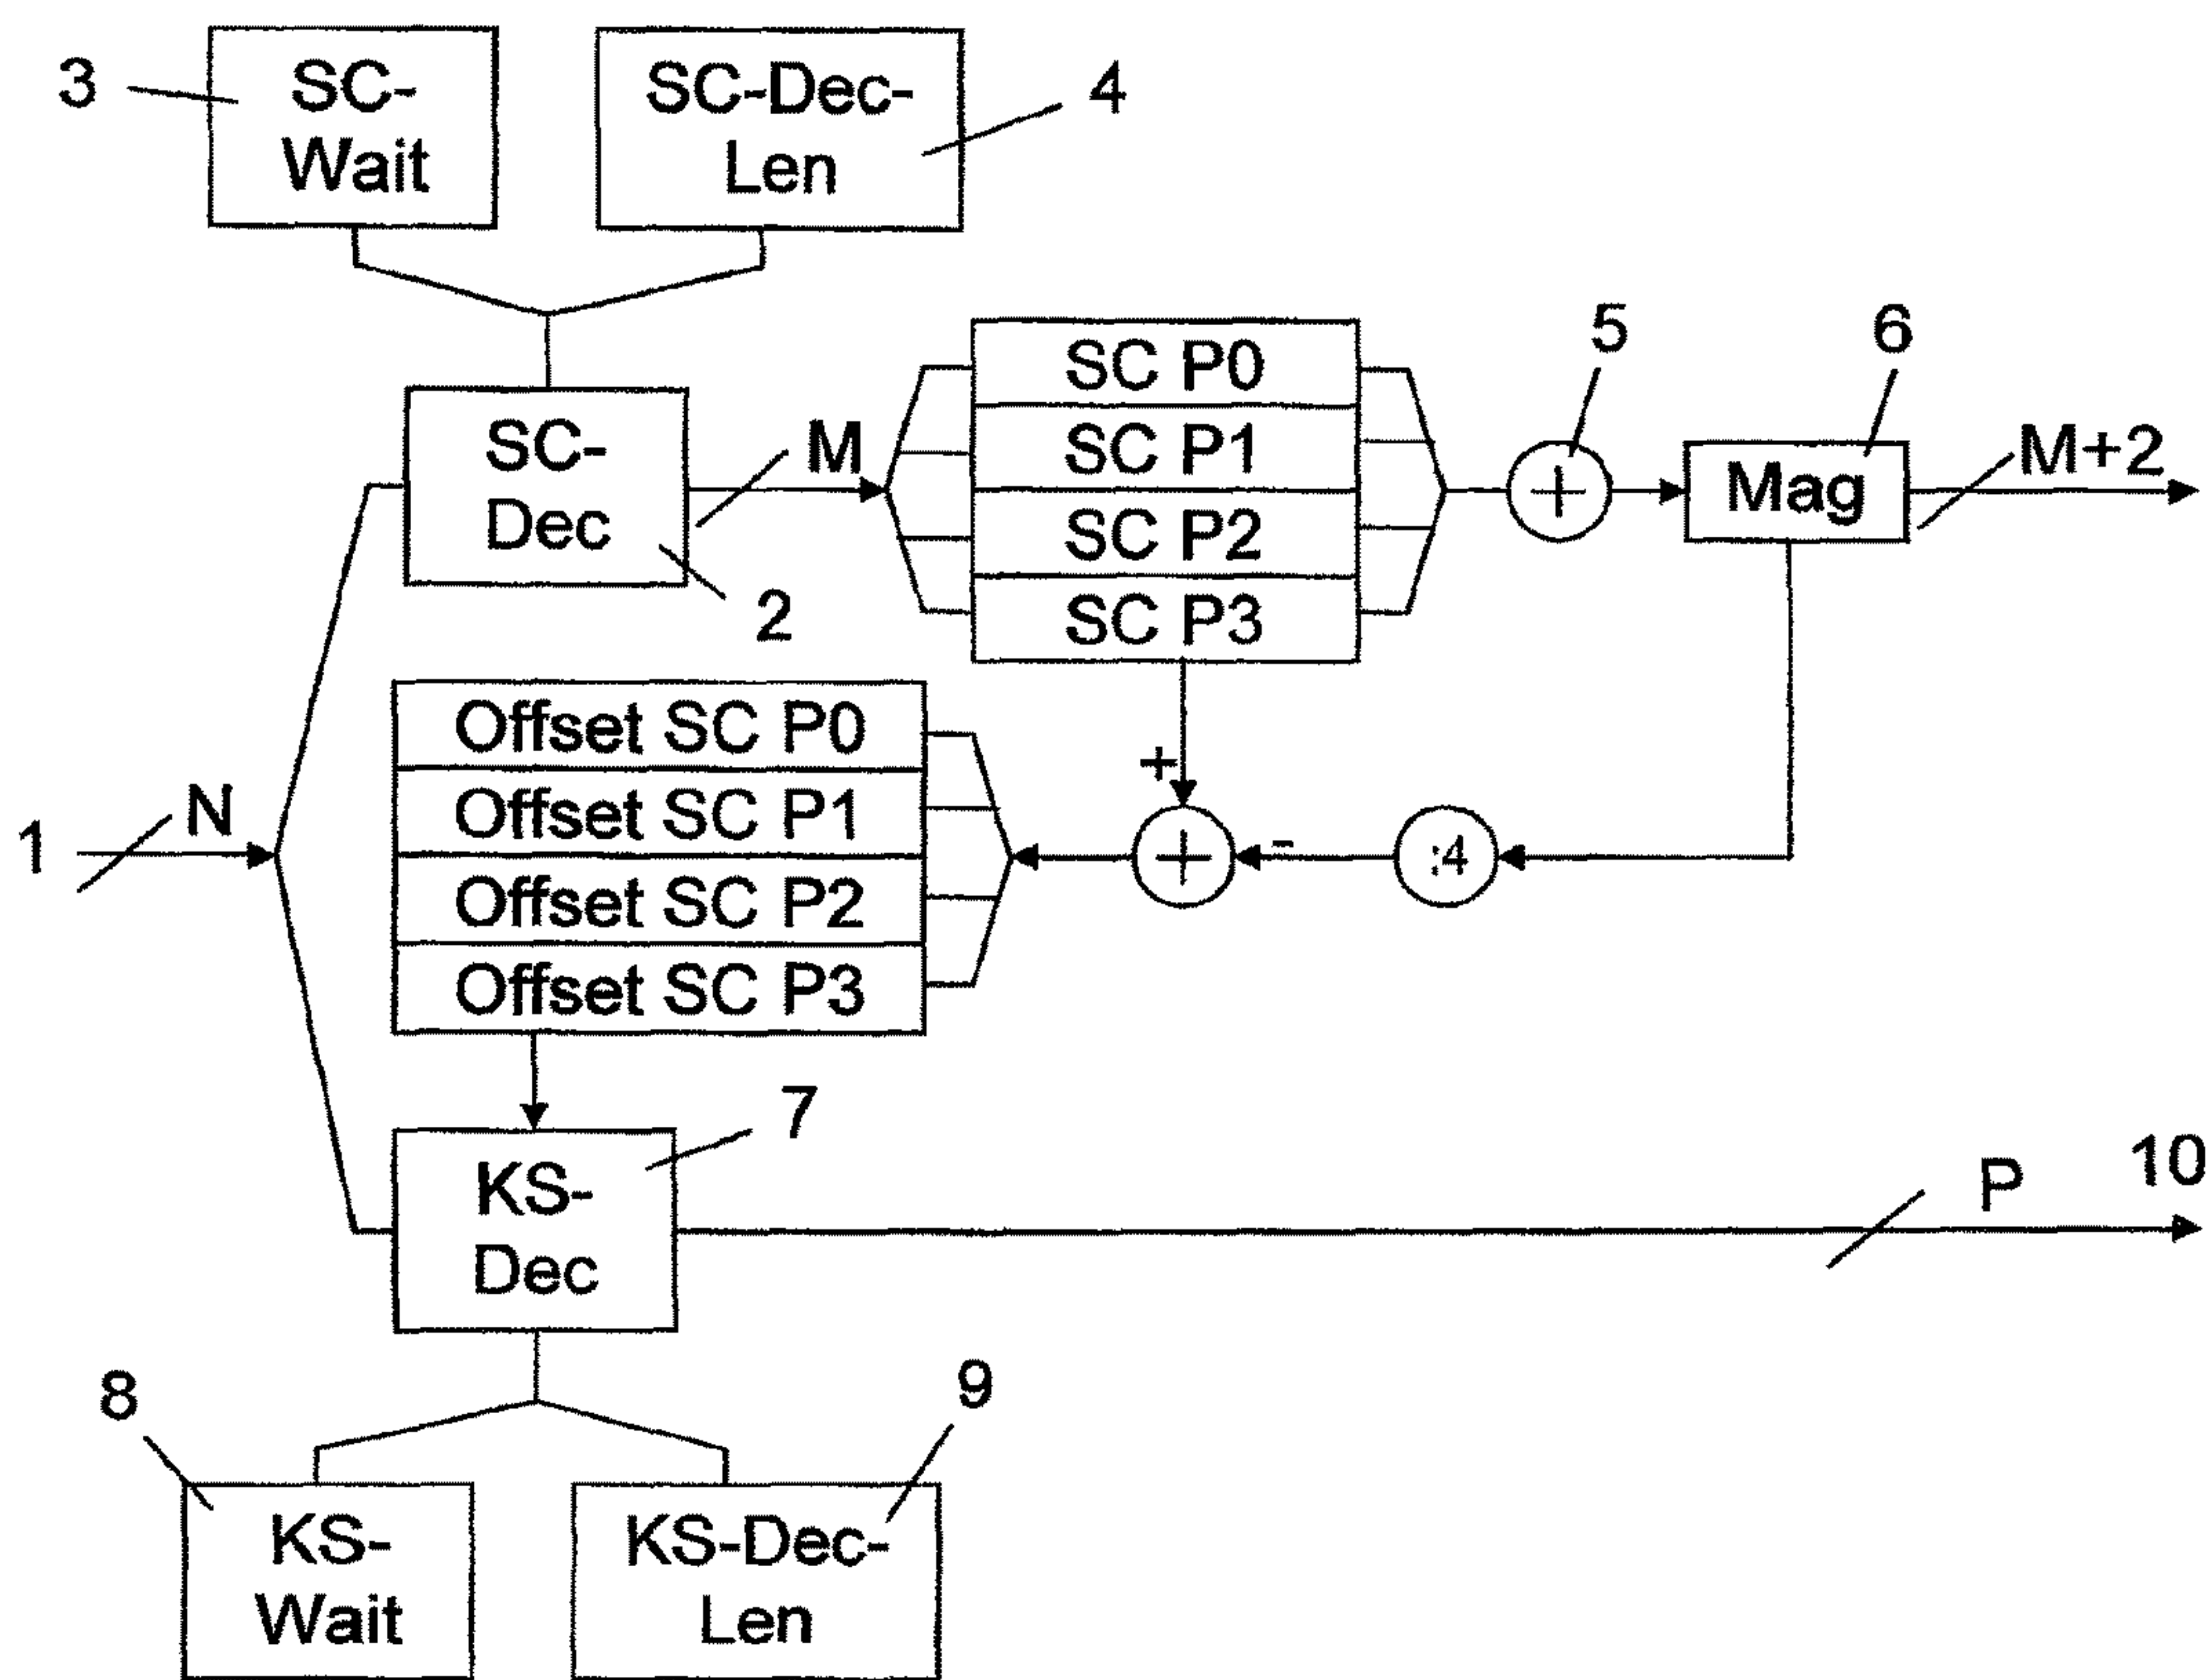 3
SC-
Wait
SC-Dec-
Len
4
SC-
Dec
2
M
SC P0
SC P1
SC P2
SC P3
5
+
6
Mag
M+2
1
N
Offset SC P0
Offset SC P1
Offset SC P2
Offset SC P3
+
+
-
:4
7
KS-
Dec
P
10
8
KS-
Wait
9
KS-Dec-
Len